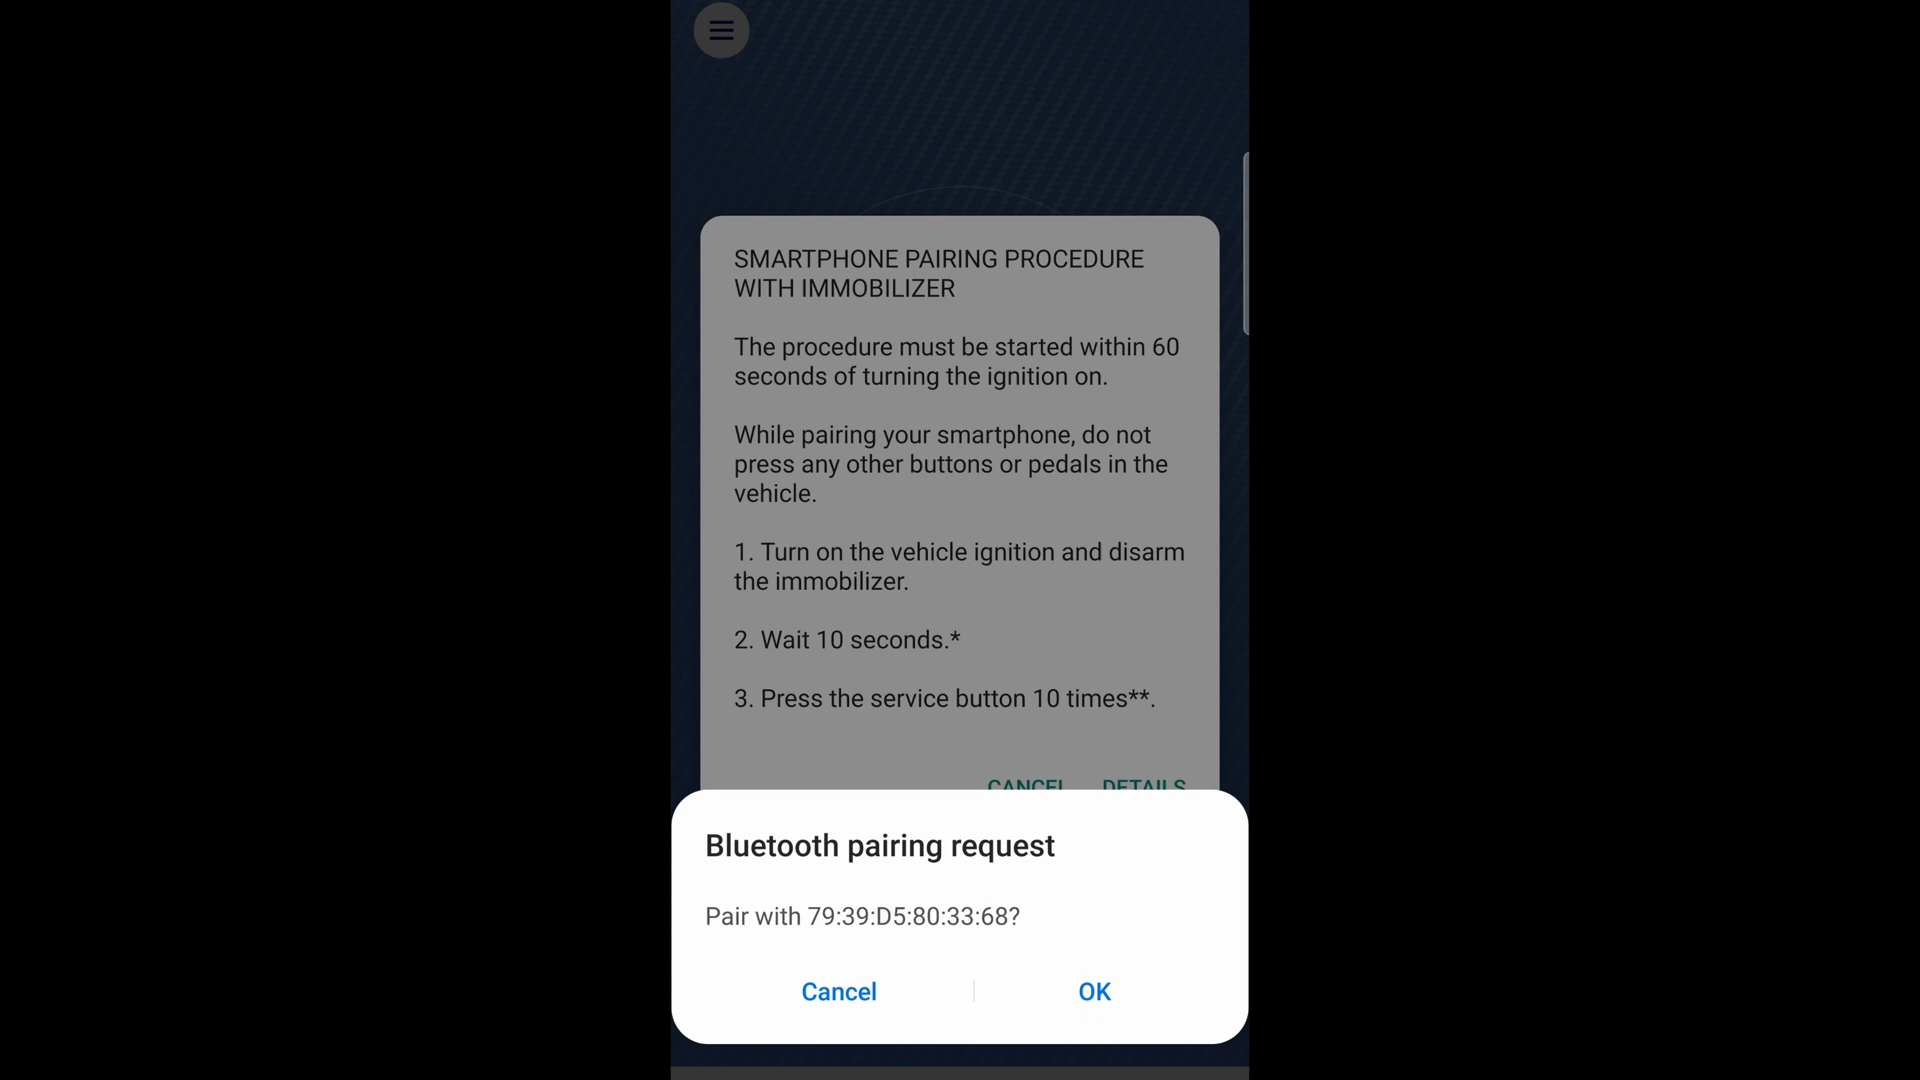 SMARTPHONE PAIRING PROCEDURE
WITH IMMOBILIZER
The procedure must be started within 60
seconds of turning the ignition on.
While pairing your smartphone, do not
press any other buttons or pedals in the
vehicle.
1. Turn on the vehicle ignition and disarm
the immobilizer.
2. Wait 10 seconds.*
3. Press the service button 10 times**.
CANCEL DETAILS
Bluetooth pairing request
Pair with 79:39:D5:80:33:68?
Cancel OK